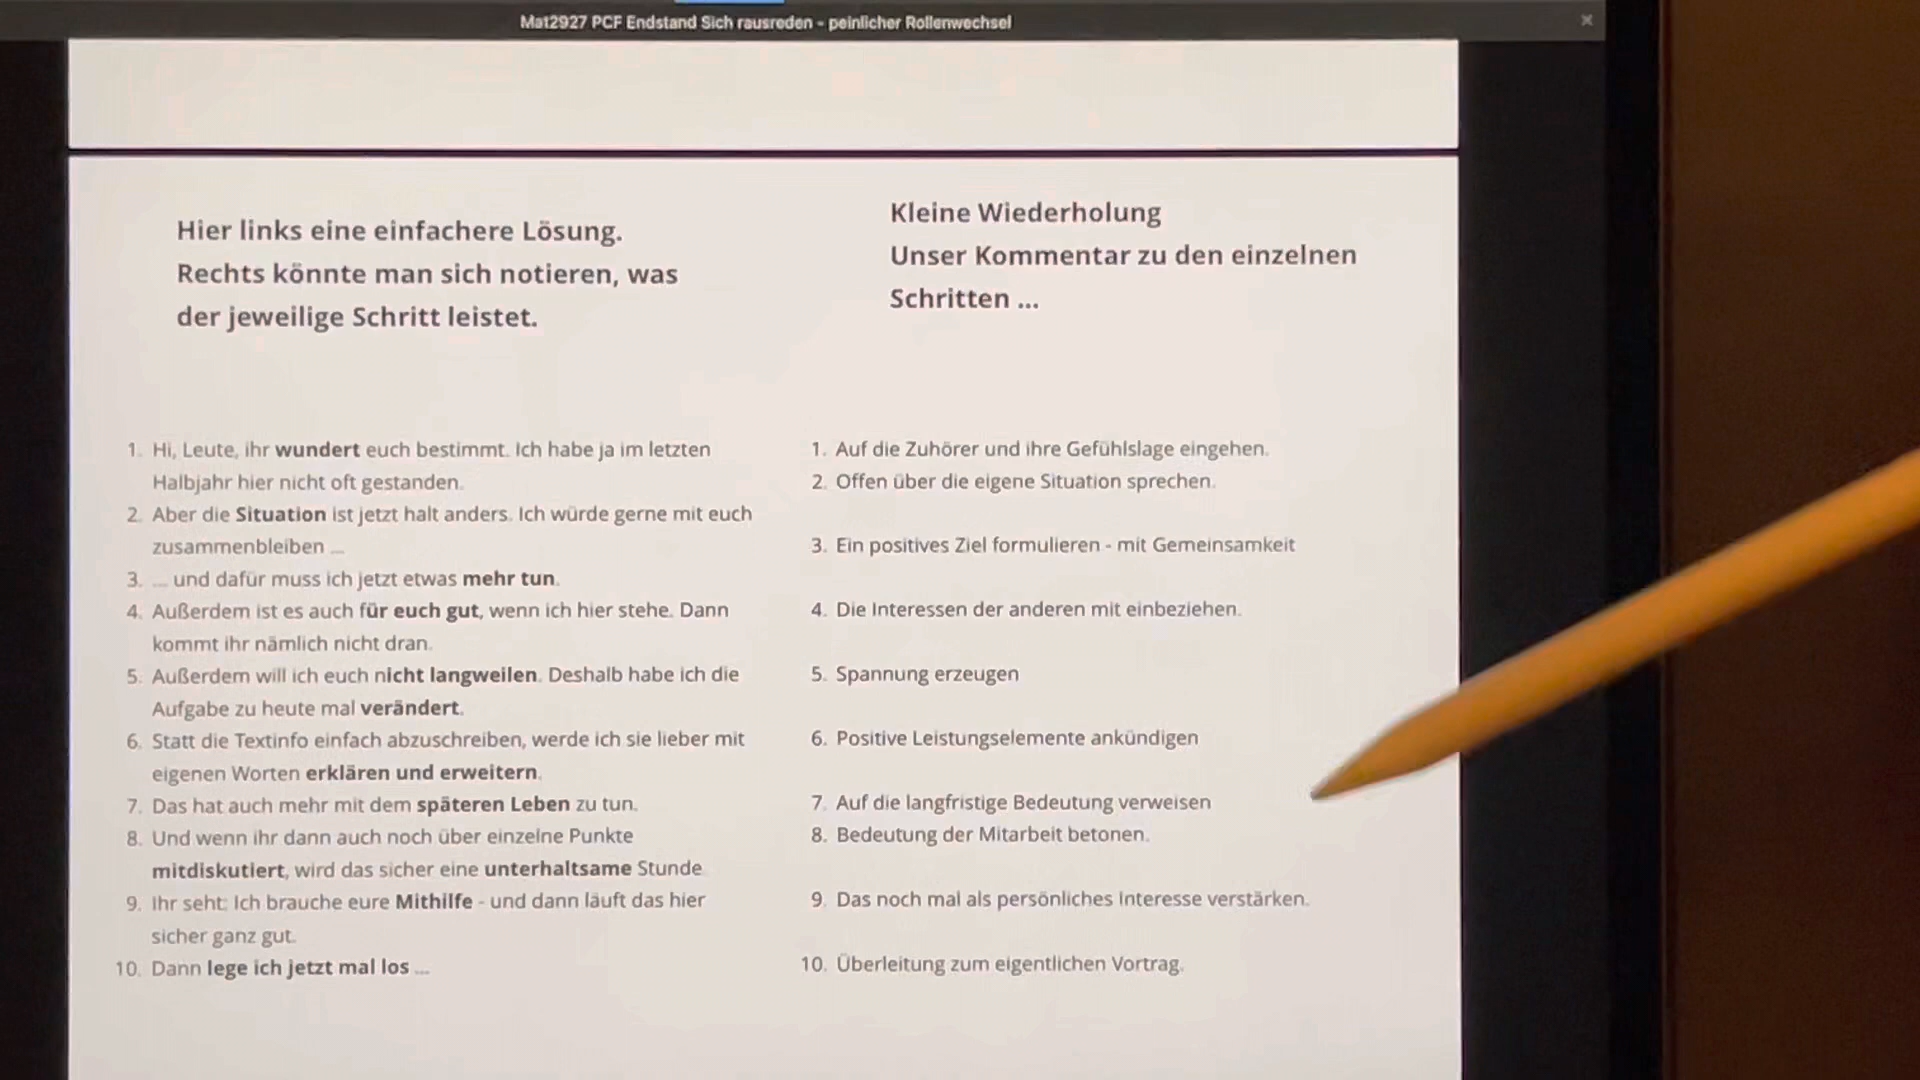 Mat2927 PCF Endstand Sich rausreden - peinlicher Rollenwechsel
Hier links eine einfachere Lösung.
Rechts könnte man sich notieren, was
der jeweilige Schritt leistet.
1. Hi, Leute, ihr wundert euch bestimmt. Ich habe ja im letzten
Halbjahr hier nicht oft gestanden.
2. Aber die Situation ist jetzt halt anders. Ich würde gerne mit euch
zusammenbleiben ...
3. ... und dafür muss ich jetzt etwas mehr tun.
4. Außerdem ist es auch für euch gut, wenn ich hier stehe. Dann
kommt ihr nämlich nicht dran.
5. Außerdem will ich euch nicht langweilen. Deshalb habe ich die
Aufgabe zu heute mal verändert.
6. Statt die Textinfo einfach abzuschreiben, werde ich sie lieber mit
eigenen Worten erklären und erweitern.
7. Das hat auch mehr mit dem späteren Leben zu tun.
8. Und wenn ihr dann auch noch über einzelne Punkte
mitdiskutiert, wird das sicher eine unterhaltsame Stunde
9. Ihr seht: Ich brauche eure Mithilfe - und dann läuft das hier
sicher ganz gut.
10. Dann lege ich jetzt mal los ...
Kleine Wiederholung
Unser Kommentar zu den einzelnen
Schritten ...
1. Auf die Zuhörer und ihre Gefühlslage eingehen.
2. Offen über die eigene Situation sprechen.
3. Ein positives Ziel formulieren - mit Gemeinsamkeit
4. Die Interessen der anderen mit einbeziehen.
5. Spannung erzeugen
6. Positive Leistungselemente ankündigen
7. Auf die langfristige Bedeutung verweisen
8. Bedeutung der Mitarbeit betonen.
9. Das noch mal als persönliches Interesse verstärken.
10. Überleitung zum eigentlichen Vortrag.